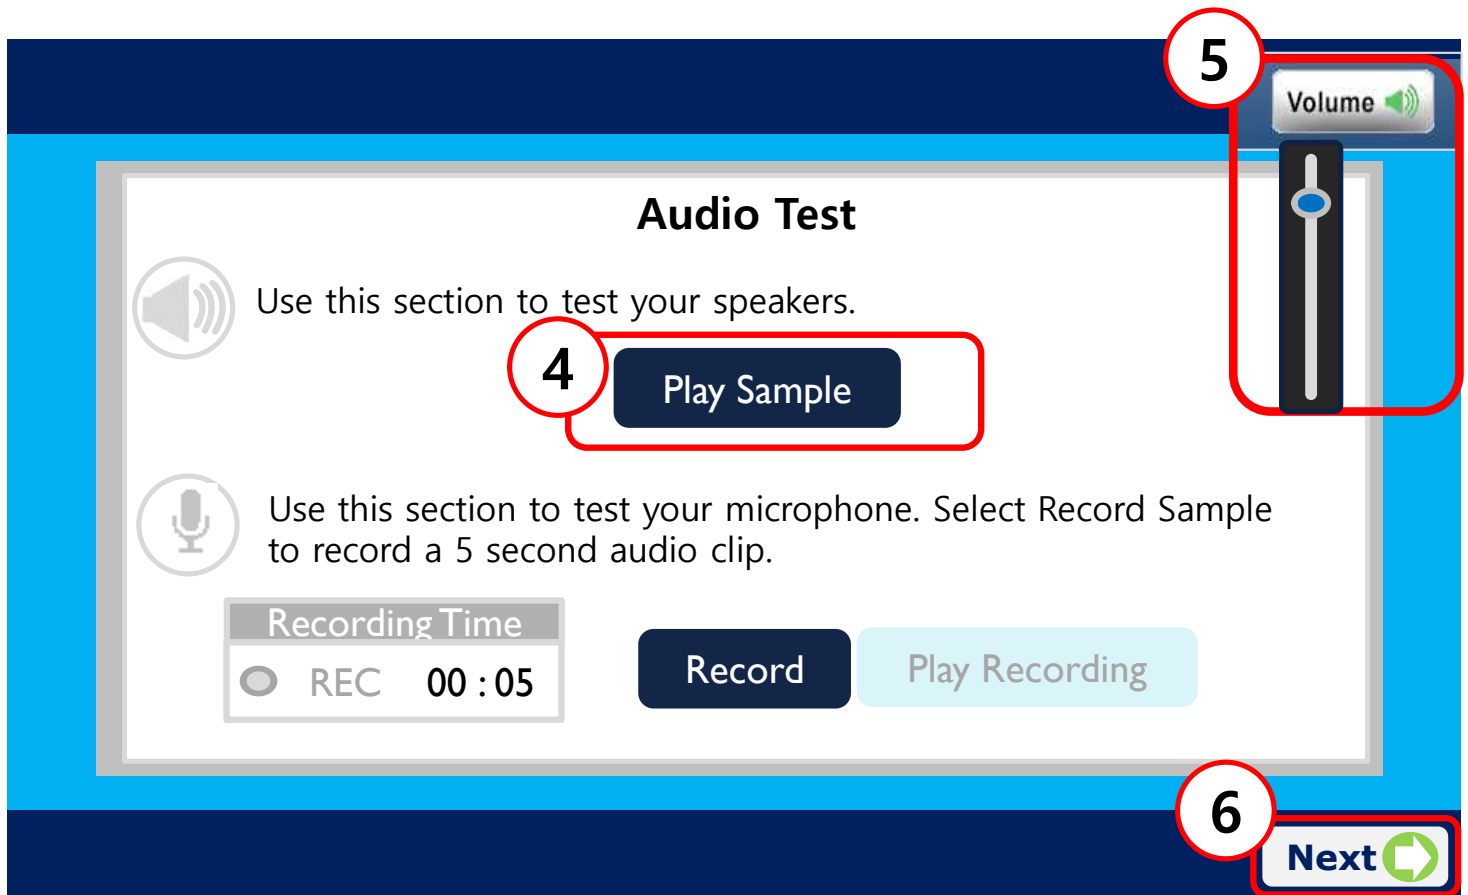 5
Volume
Audio Test
Use this section to test your speakers.
4
Play Sample
Use this section to test your microphone. Select Record Sample
to record a 5 second audio clip.
Recording Time
REC 00 : 05
Record
Play Recording
6
Next